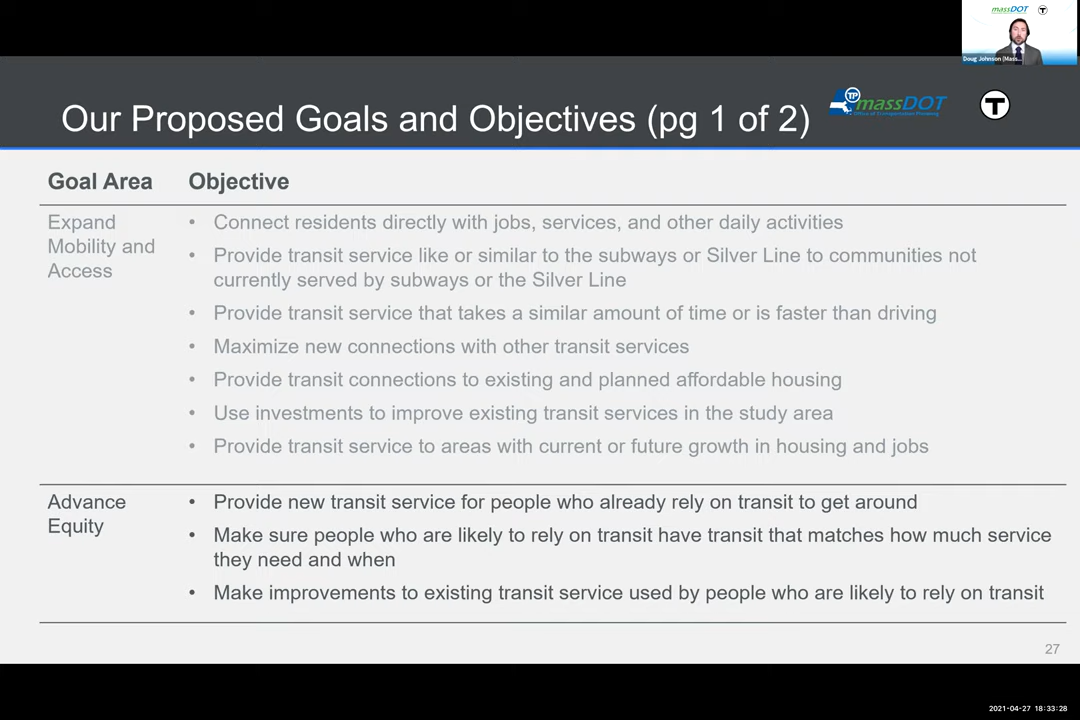 massDOT
T
Doug Johnson (Mass...
Our Proposed Goals and Objectives (pg 1 of 2)
TP
massDOT
Office of Transportation Planning
T
Goal Area
Objective
Expand
Mobility and
Access
• Connect residents directly with jobs, services, and other daily activities
• Provide transit service like or similar to the subways or Silver Line to communities not
currently served by subways or the Silver Line
• Provide transit service that takes a similar amount of time or is faster than driving
• Maximize new connections with other transit services
• Provide transit connections to existing and planned affordable housing
• Use investments to improve existing transit services in the study area
• Provide transit service to areas with current or future growth in housing and jobs
Advance
Equity
• Provide new transit service for people who already rely on transit to get around
• Make sure people who are likely to rely on transit have transit that matches how much service
they need and when
• Make improvements to existing transit service used by people who are likely to rely on transit
27
2021-04-27 18:33:28